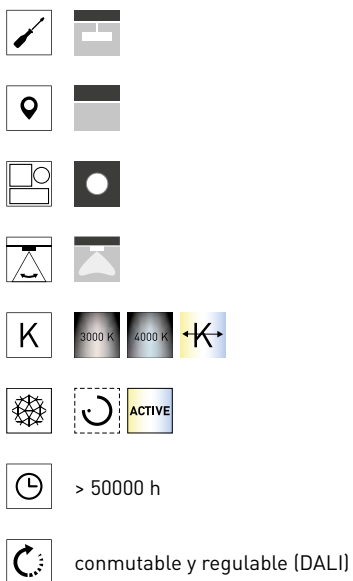 K 3000 K 4000 K K
ACTIVE
> 50000 h
conmutable y regulable (DALI)